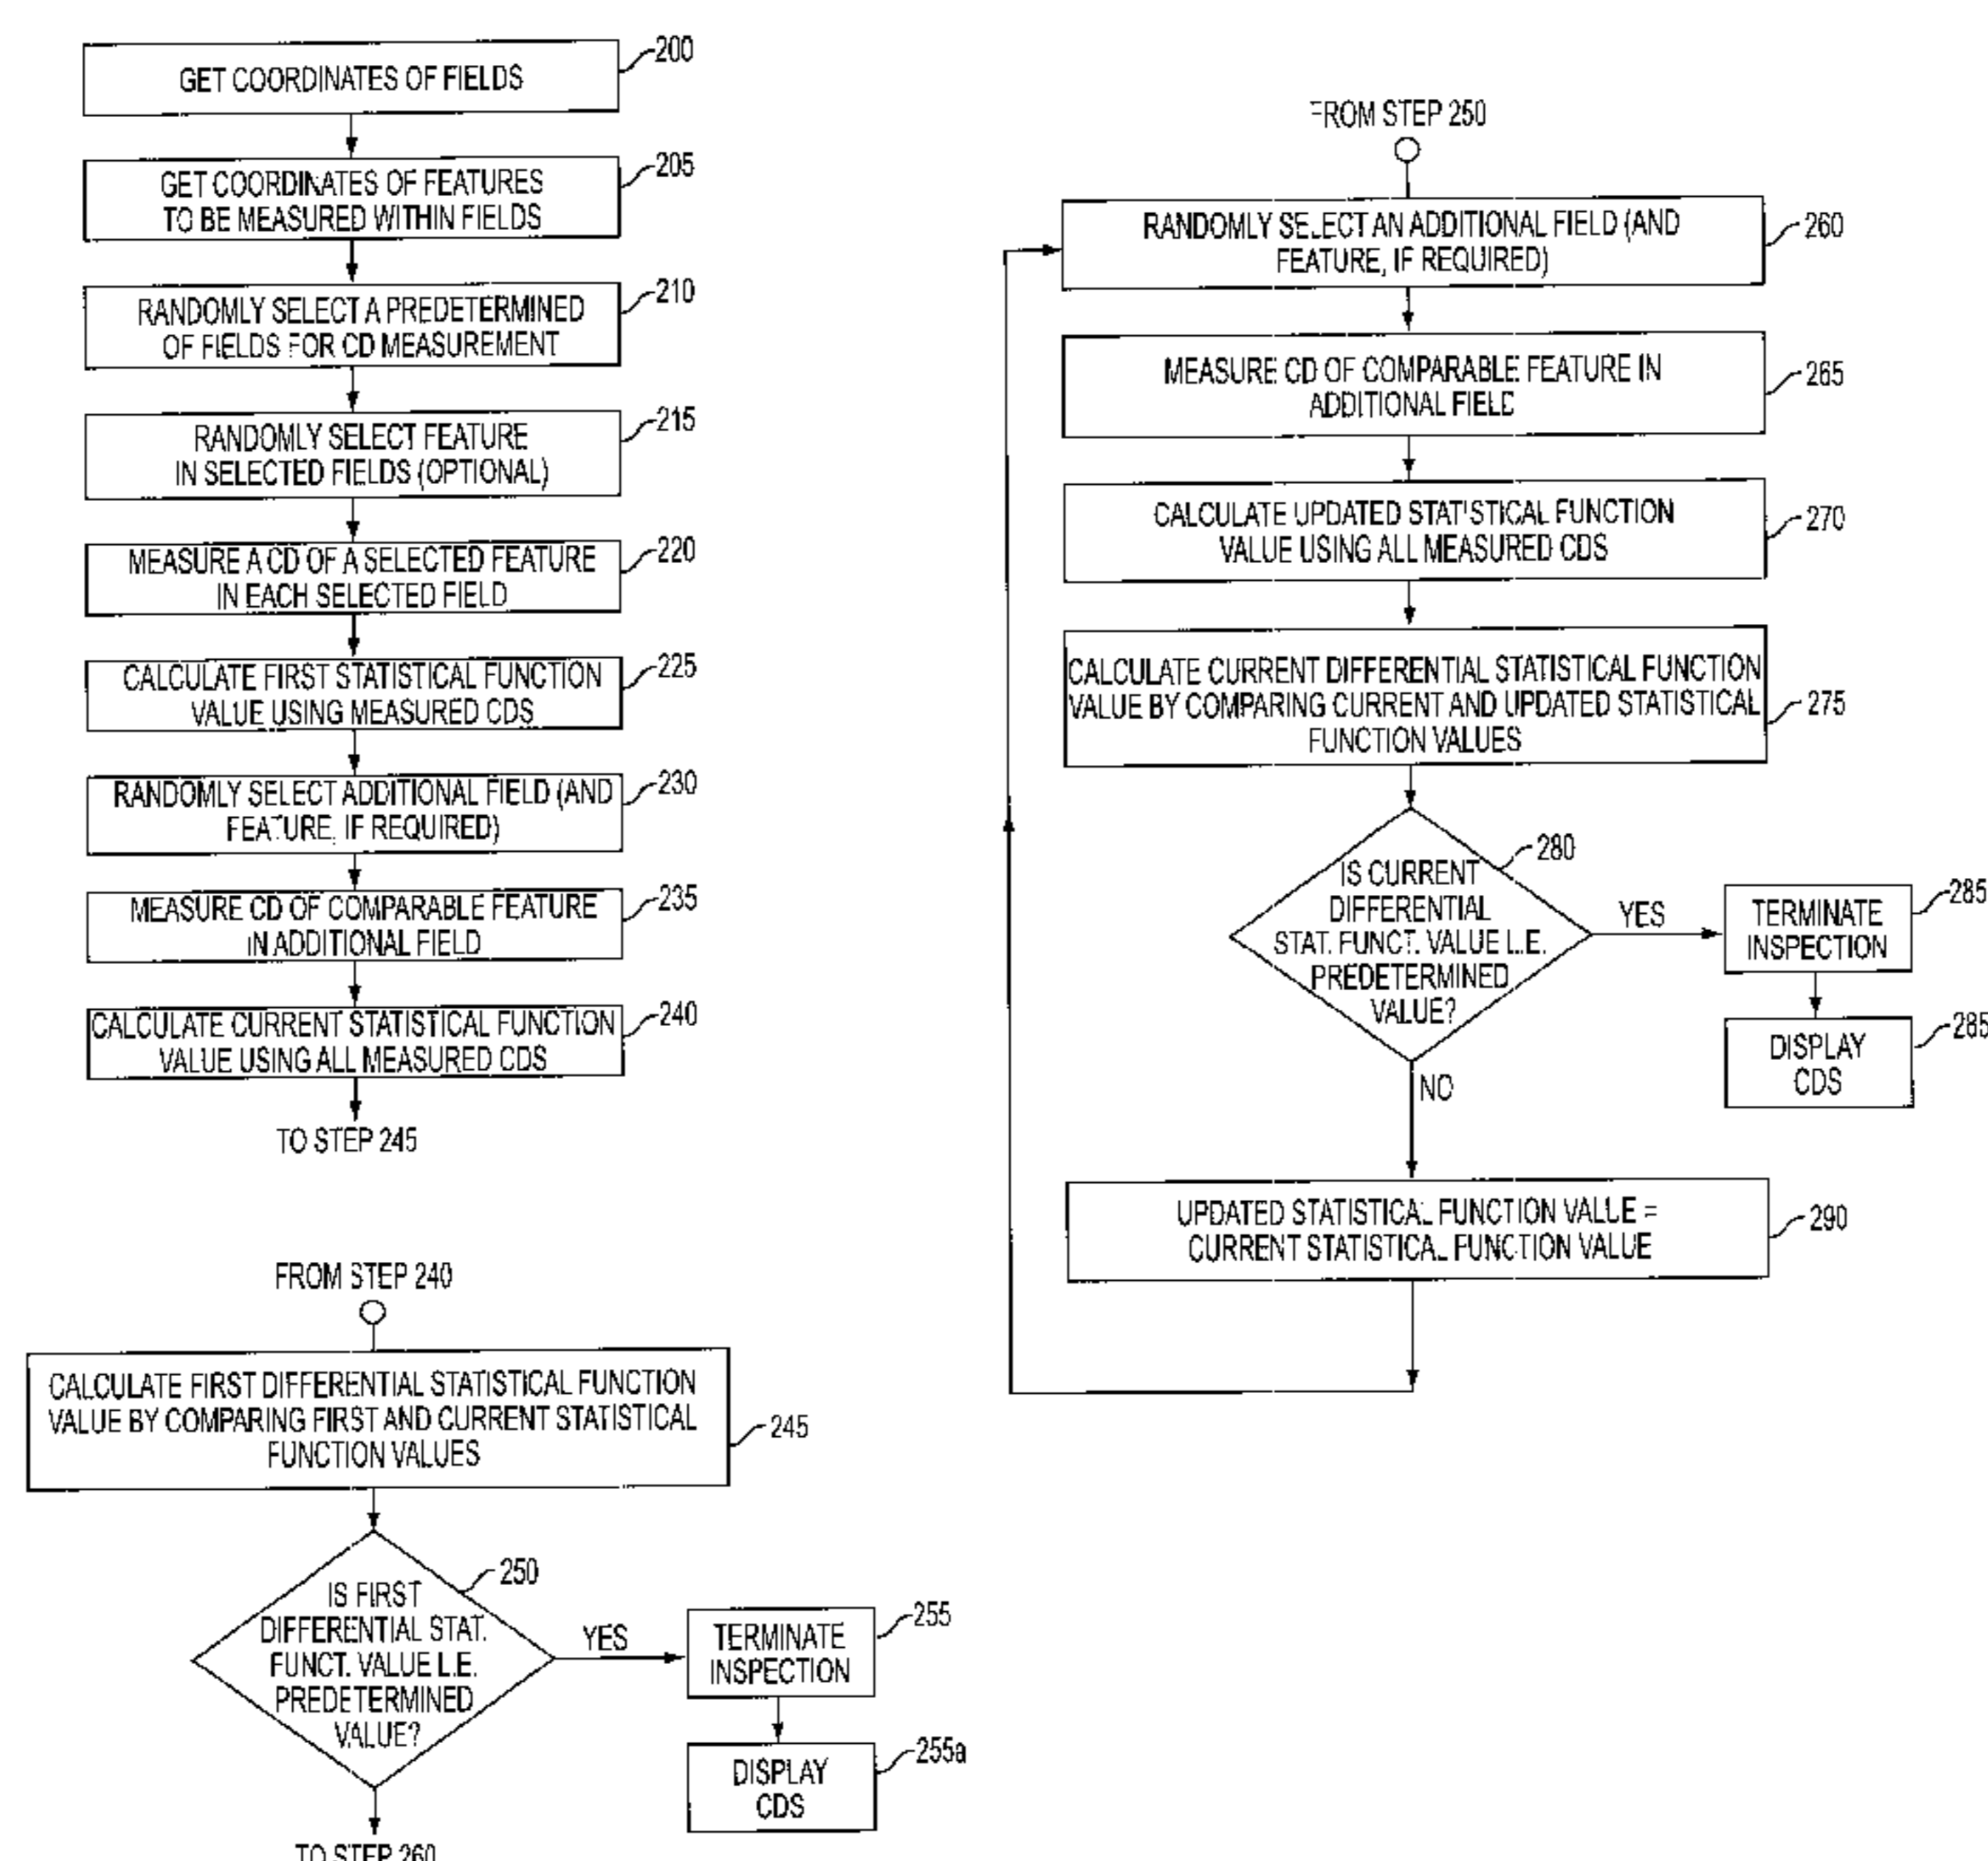 GET COORDINATES OF FIELDS
200
GET COORDINATES OF FEATURES
TO BE MEASURED WITHIN FIELDS
205
RANDOMLY SELECT A PREDETERMINED
OF FIELDS FOR CD MEASUREMENT
210
RANDOMLY SELECT FEATURE
IN SELECTED FIELDS (OPTIONAL)
215
MEASURE A CD OF A SELECTED FEATURE
IN EACH SELECTED FIELD
220
CALCULATE FIRST STATISTICAL FUNCTION
VALUE USING MEASURED CDS
225
RANDOMLY SELECT ADDITIONAL FIELD (AND
FEATURE, IF REQUIRED)
230
MEASURE CD OF COMPARABLE FEATURE
IN ADDITIONAL FIELD
235
CALCULATE CURRENT STATISTICAL FUNCTION
VALUE USING ALL MEASURED CDS
240
TO STEP 245
FROM STEP 240
CALCULATE FIRST DIFFERENTIAL STATISTICAL FUNCTION
VALUE BY COMPARING FIRST AND CURRENT STATISTICAL
FUNCTION VALUES
245
IS FIRST
DIFFERENTIAL STAT.
FUNCT. VALUE L.E.
PREDETERMINED
VALUE?
250
YES
TERMINATE
INSPECTION
255
DISPLAY
CDS
255a
TO STEP 260
FROM STEP 250
RANDOMLY SELECT AN ADDITIONAL FIELD (AND
FEATURE, IF REQUIRED)
260
MEASURE CD OF COMPARABLE FEATURE IN
ADDITIONAL FIELD
265
CALCULATE UPDATED STATISTICAL FUNCTION
VALUE USING ALL MEASURED CDS
270
CALCULATE CURRENT DIFFERENTIAL STATISTICAL FUNCTION
VALUE BY COMPARING CURRENT AND UPDATED STATISTICAL
FUNCTION VALUES
275
IS CURRENT
DIFFERENTIAL
STAT. FUNCT. VALUE L.E.
PREDETERMINED
VALUE?
280
YES
TERMINATE
INSPECTION
285
DISPLAY
CDS
285
NO
UPDATED STATISTICAL FUNCTION VALUE =
CURRENT STATISTICAL FUNCTION VALUE
290